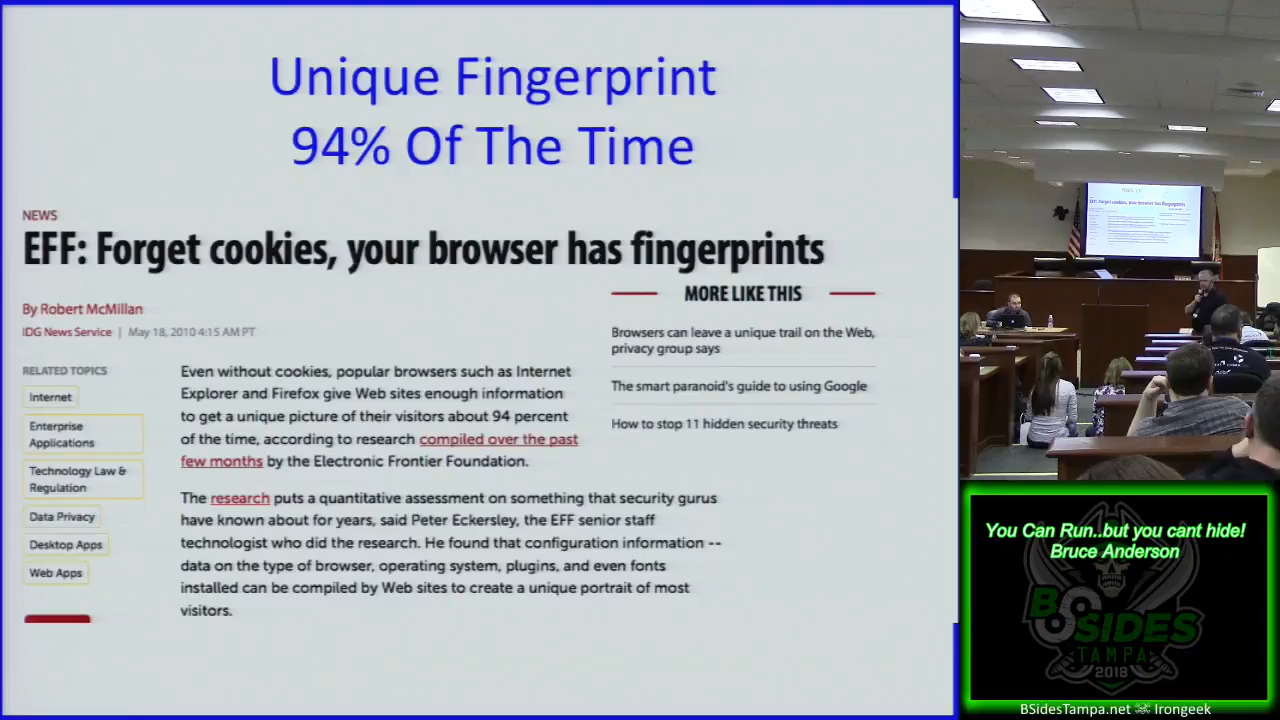 Unique Fingerprint
94% Of The Time
NEWS
EFF: Forget cookies, your browser has fingerprints
By Robert McMillan
IDG News Service | May 18, 2010 4:15 AM PT
RELATED TOPICS
Internet
Enterprise
Applications
Technology Law &
Regulation
Data Privacy
Desktop Apps
Web Apps
Even without cookies, popular browsers such as Internet
Explorer and Firefox give Web sites enough information
to get a unique picture of their visitors about 94 percent
of the time, according to research compiled over the past
few months by the Electronic Frontier Foundation.
The research puts a quantitative assessment on something that security gurus
have known about for years, said Peter Eckersley, the EFF senior staff
technologist who did the research. He found that configuration information --
data on the type of browser, operating system, plugins, and even fonts
installed can be compiled by Web sites to create a unique portrait of most
visitors.
MORE LIKE THIS
Browsers can leave a unique trail on the Web,
privacy group says
The smart paranoid's guide to using Google
How to stop 11 hidden security threats
EFF: Forget cookies, your browser has fingerprints
You Can Run..but you cant hide!
Bruce Anderson
BSIDES
TAMPA
2018
BSidesTampa.net Irongeek